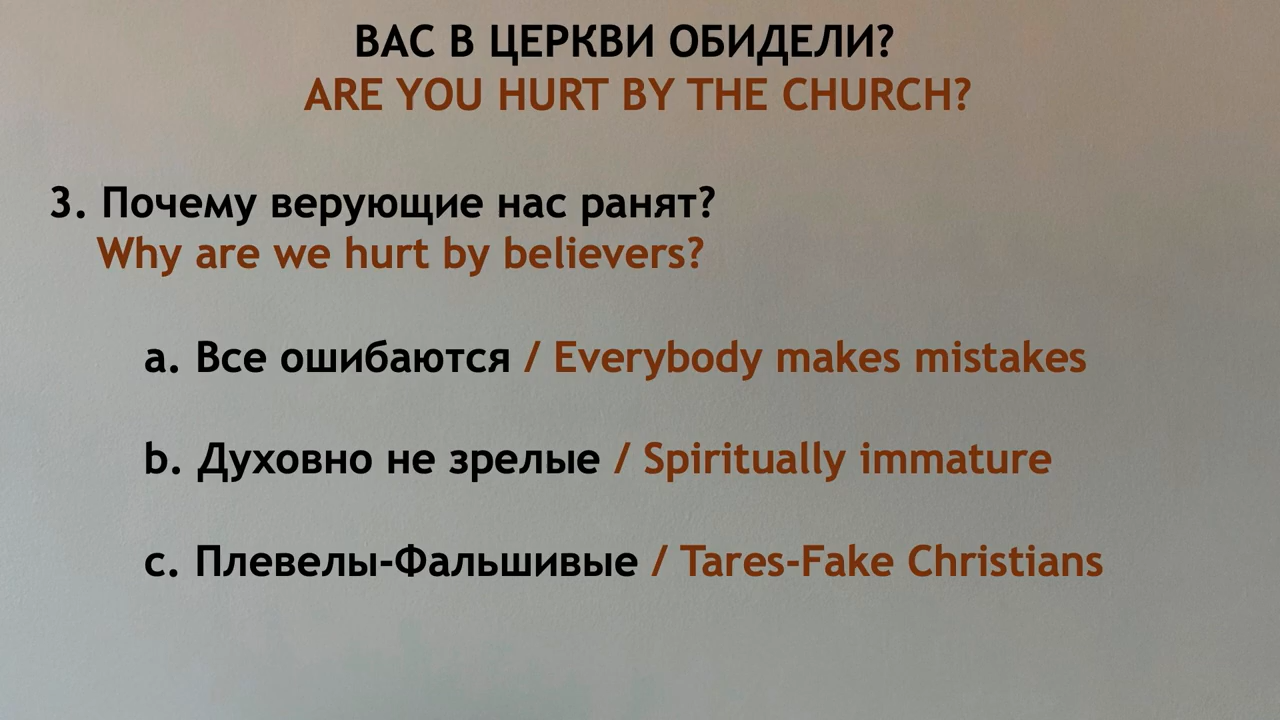 ВАС В ЦЕРКВИ ОБИДЕЛИ?
ARE YOU HURT BY THE CHURCH?
3. Почему верующие нас ранят?
Why are we hurt by believers?
a. Все ошибаются / Everybody makes mistakes
b. Духовно не зрелые / Spiritually immature
c. Плевелы-Фальшивые / Tares-Fake Christians